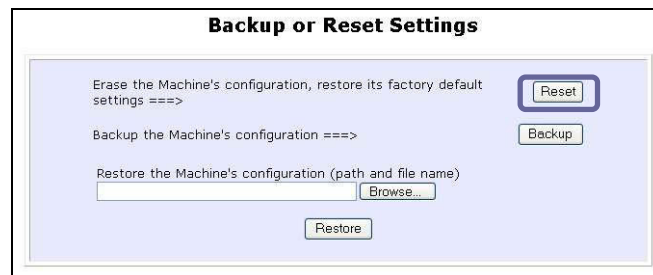 Backup or Reset Settings
Erase the Machine's configuration, restore its factory default
settings ===>
Reset
Backup the Machine's configuration ===>
Backup
Restore the Machine's configuration (path and file name)
Browse...
Restore